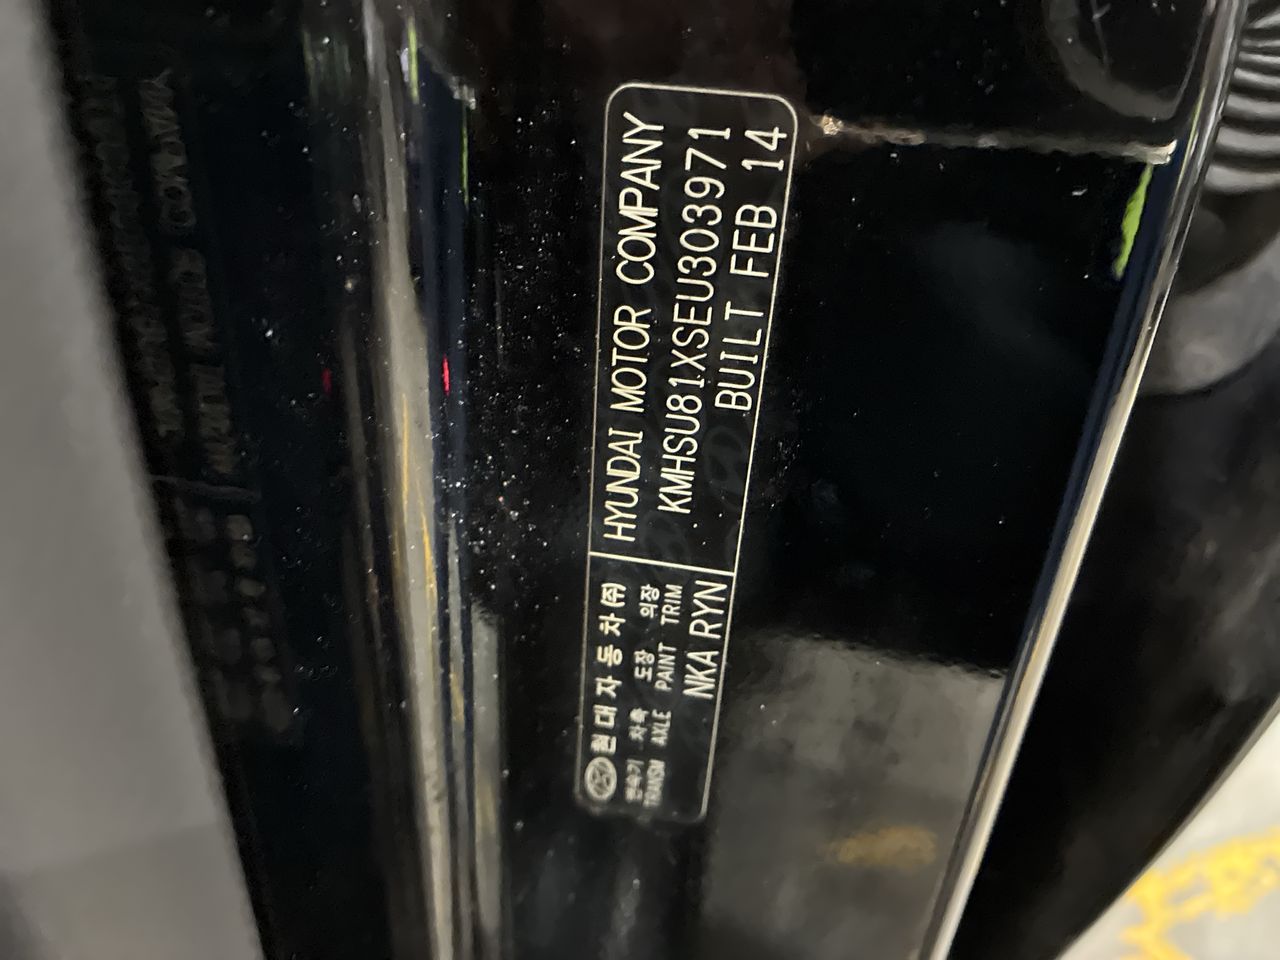 현대자동차(주)
변속기 차축 도장 의장
TRANSM AXLE PAINT TRIM
NKA RYN
HYUNDAI MOTOR COMPANY
KMHSU81XSEU303971
BUILT FEB 14